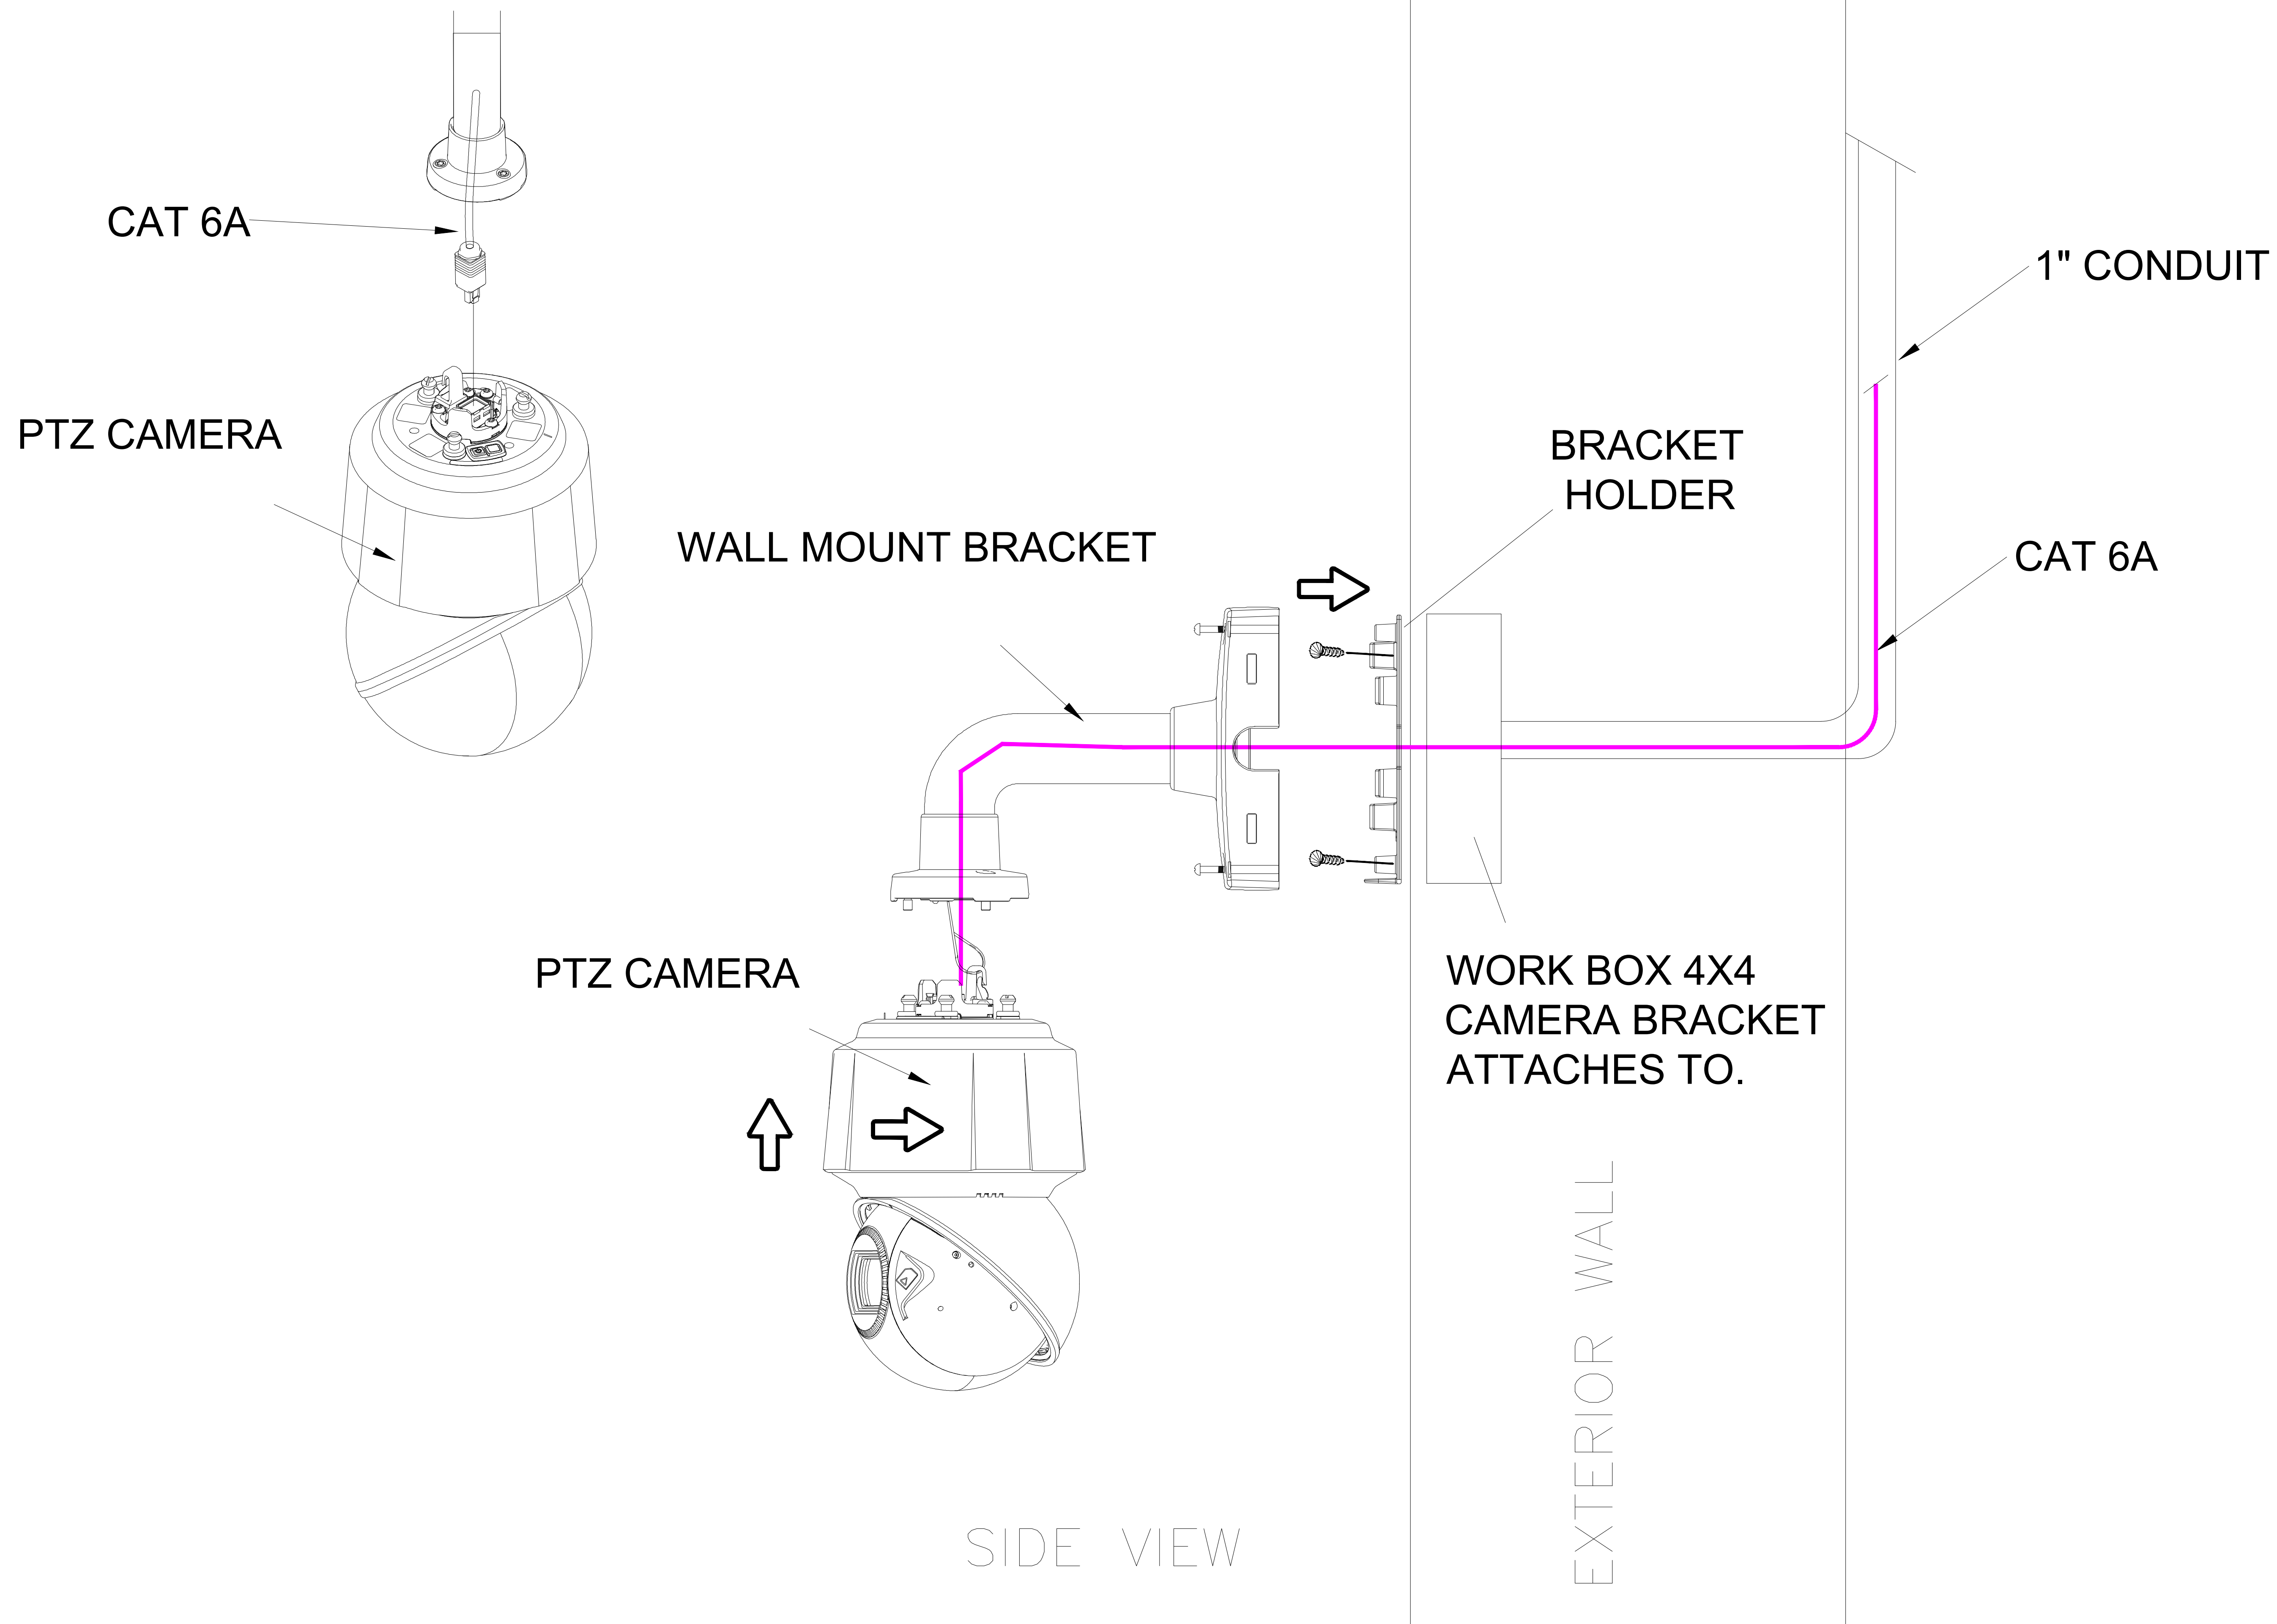 CAT 6A
1" CONDUIT
PTZ CAMERA
BRACKET
HOLDER
WALL MOUNT BRACKET
CAT 6A
PTZ CAMERA
WORK BOX 4X4
CAMERA BRACKET
ATTACHES TO.
EXTERIOR WALL
SIDE VIEW